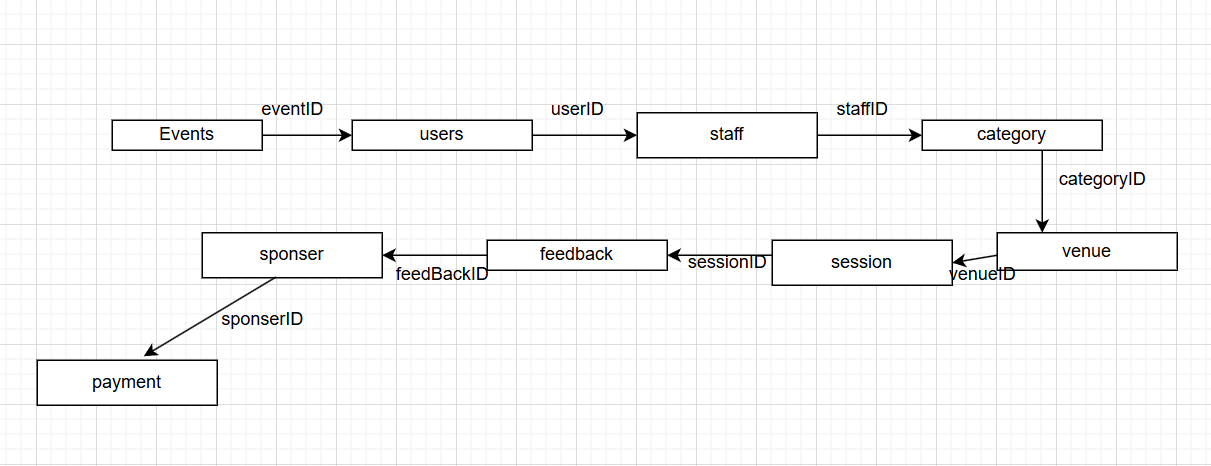 eventID
userID
staffID
Events
users
staff
category
categoryID
sponser
feedback
session
venue
feedBackID
sessionID
venueID
sponserID
payment